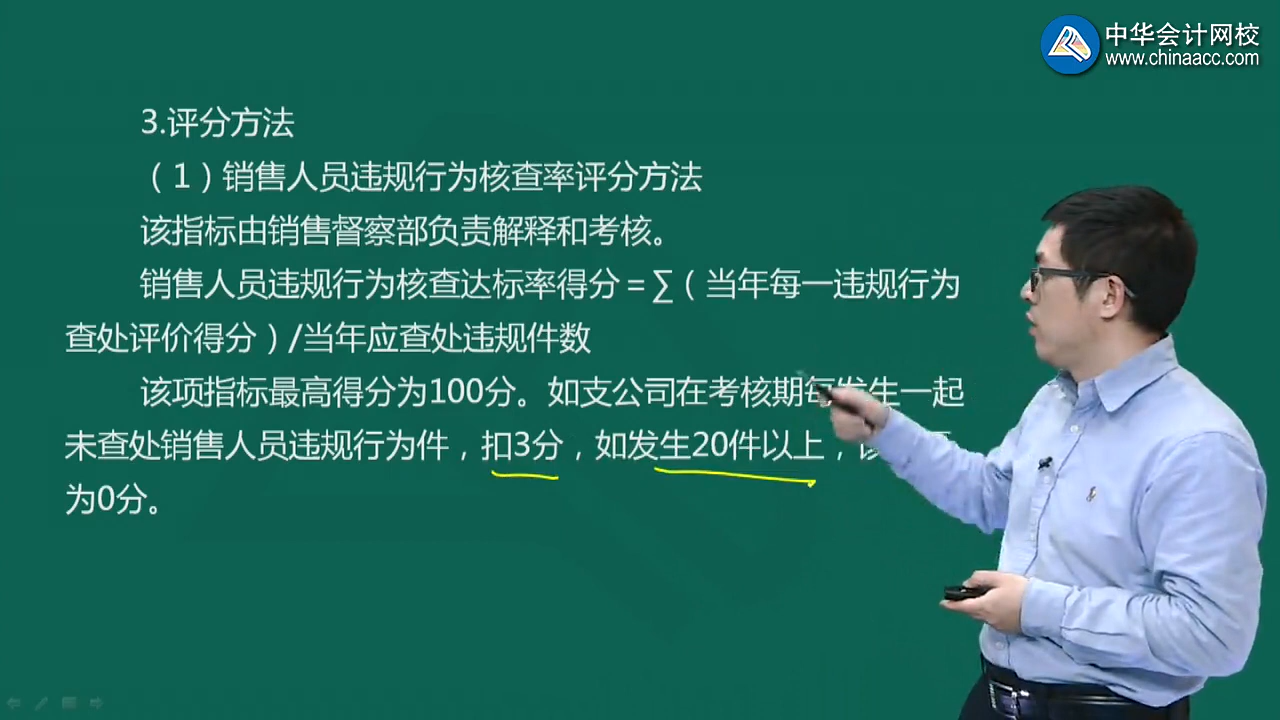 中华会计网校
www.chinaacc.com
3.评分方法
（1）销售人员违规行为核查率评分方法
该指标由销售督察部负责解释和考核。
销售人员违规行为核查达标率得分＝∑（当年每一违规行为
查处评价得分）/当年应查处违规件数
该项指标最高得分为100分。如支公司在考核期每发生一起
未查处销售人员违规行为件，扣3分，如发生20件以上，该
为0分。